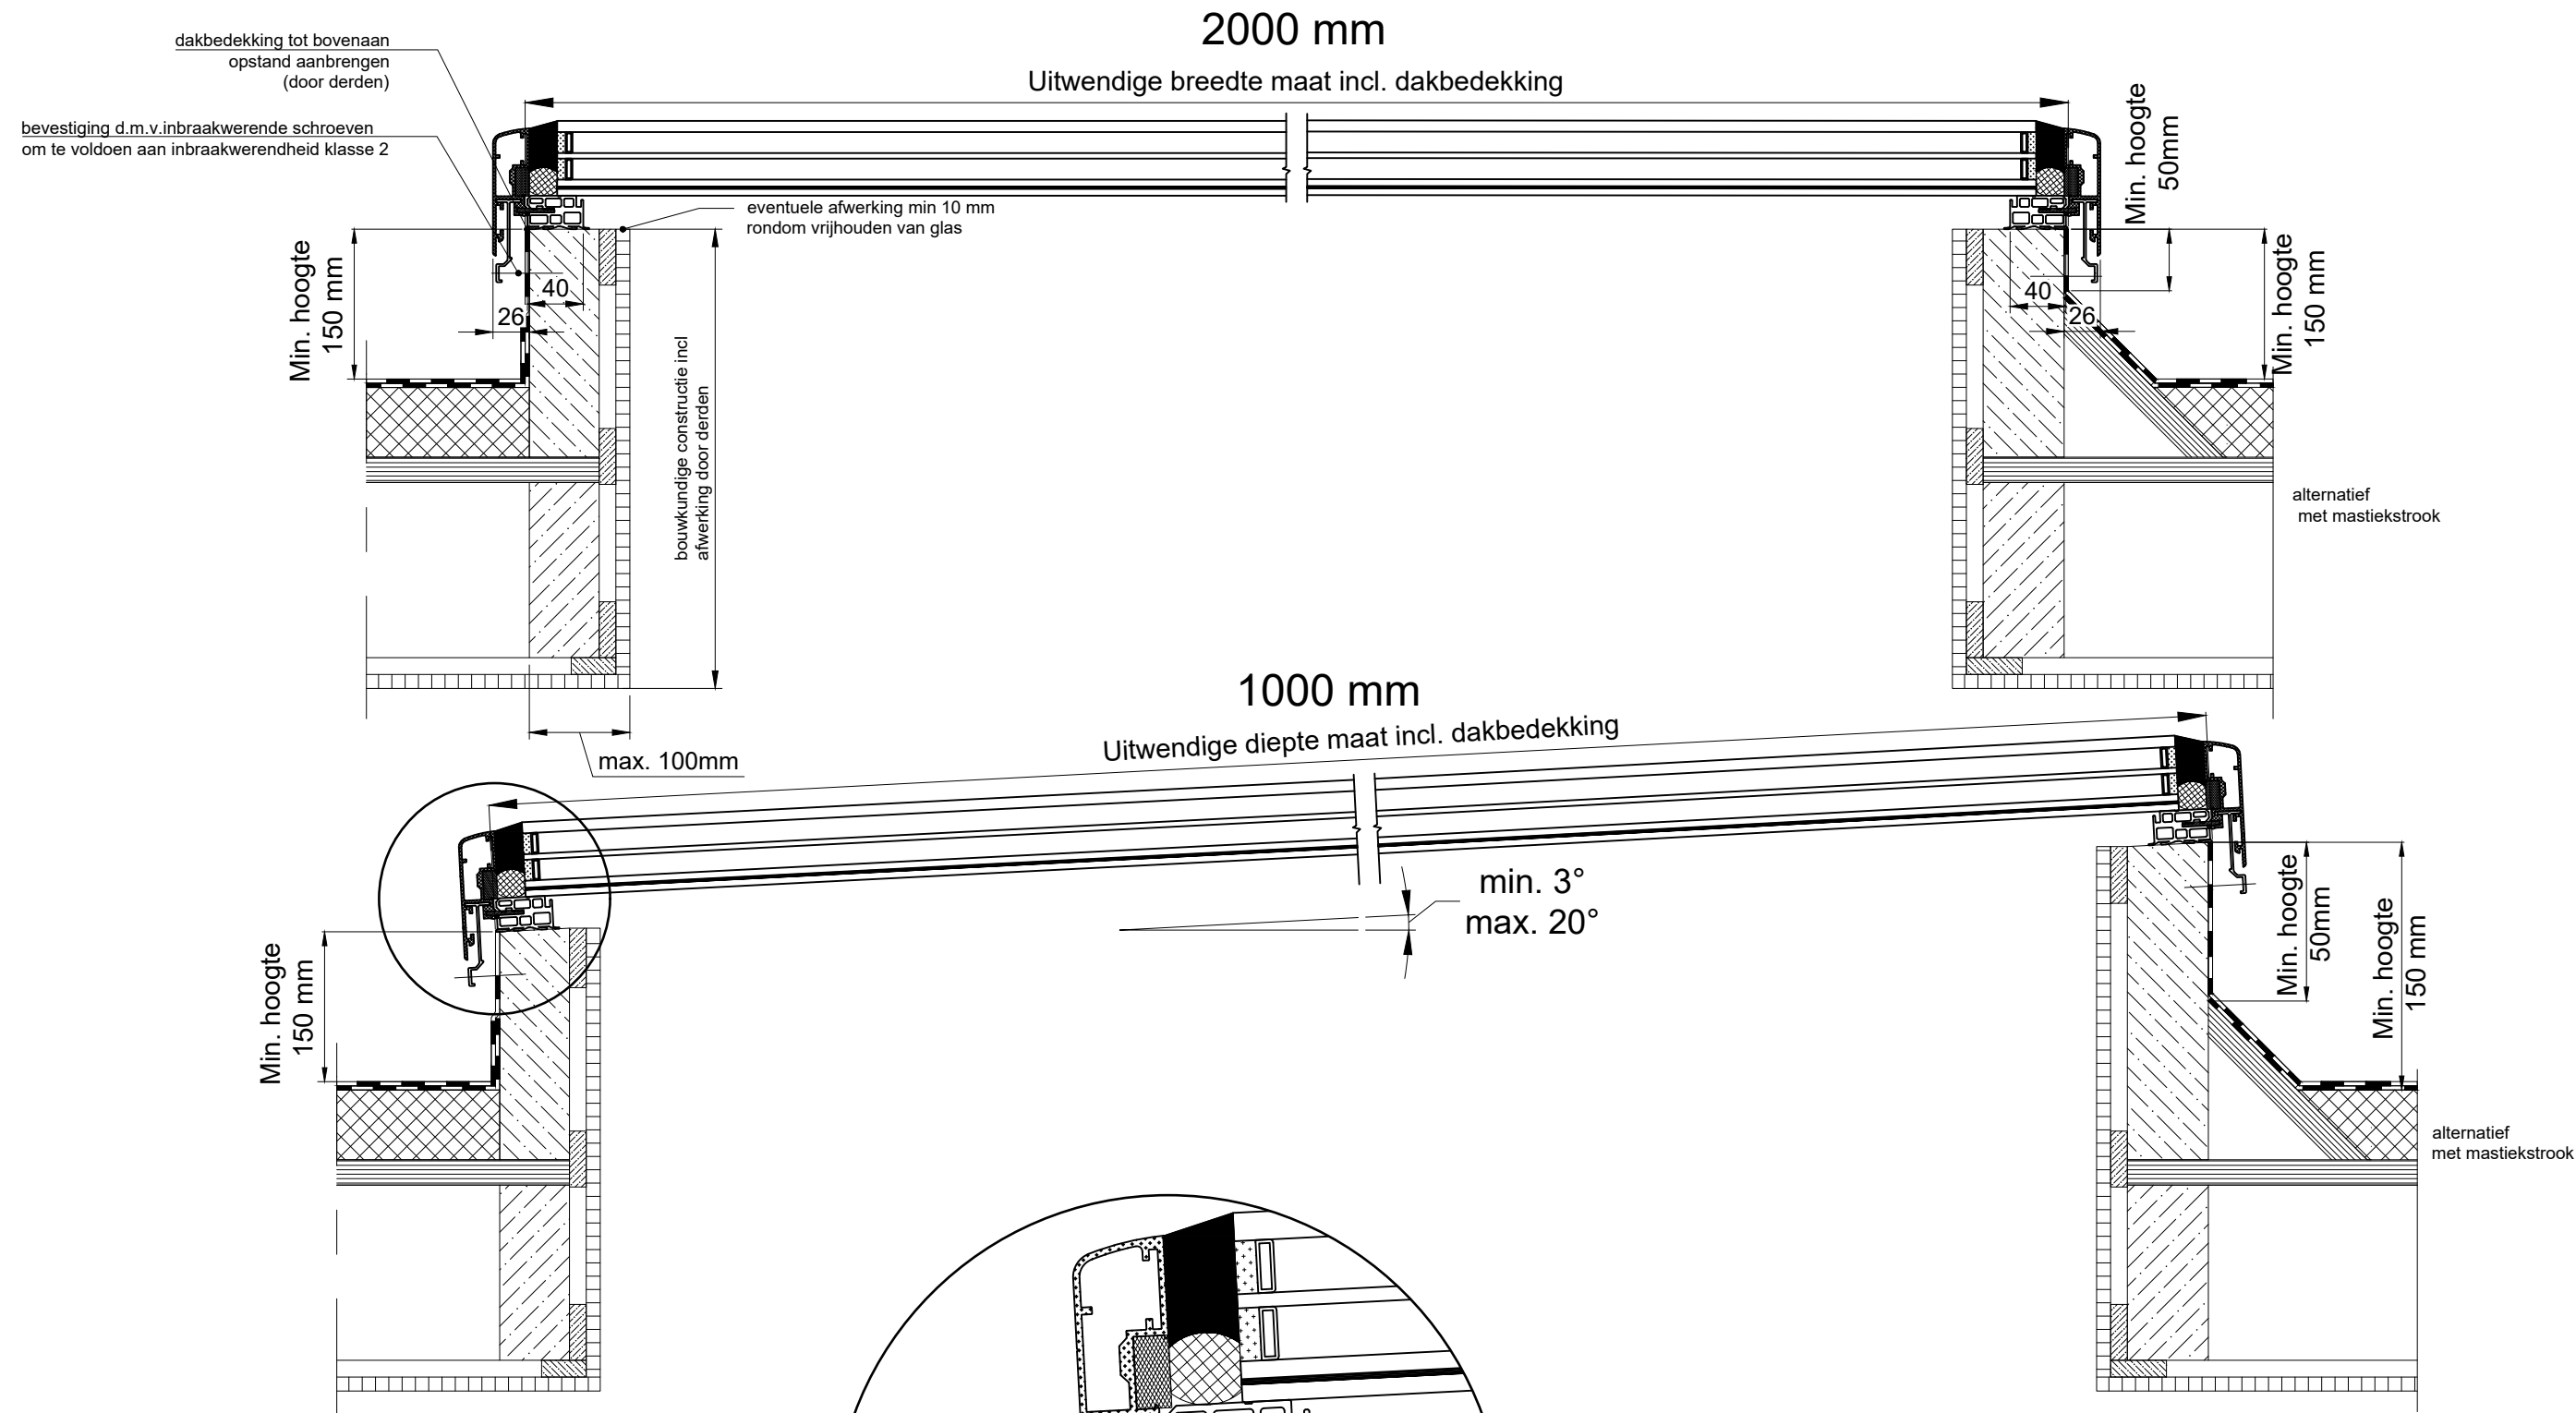 2000 mm
Uitwendige breedte maat incl. dakbedekking
dakbedekking tot bovenaan
opstand aanbrengen
(door derden)
bevestiging d.m.v.inbraakwerende schroeven
om te voldoen aan inbraakwerendheid klasse 2
eventuele afwerking min 10 mm
rondom vrijhouden van glas
Min. hoogte
150 mm
40
26
bouwkundige constructie incl
afwerking door derden
max. 100mm
Min. hoogte
50mm
Min. hoogte
150 mm
40
26
alternatief
met mastiekstrook
1000 mm
Uitwendige diepte maat incl. dakbedekking
min. 3°
max. 20°
Min. hoogte
150 mm
Min. hoogte
50mm
Min. hoogte
150 mm
alternatief
met mastiekstrook